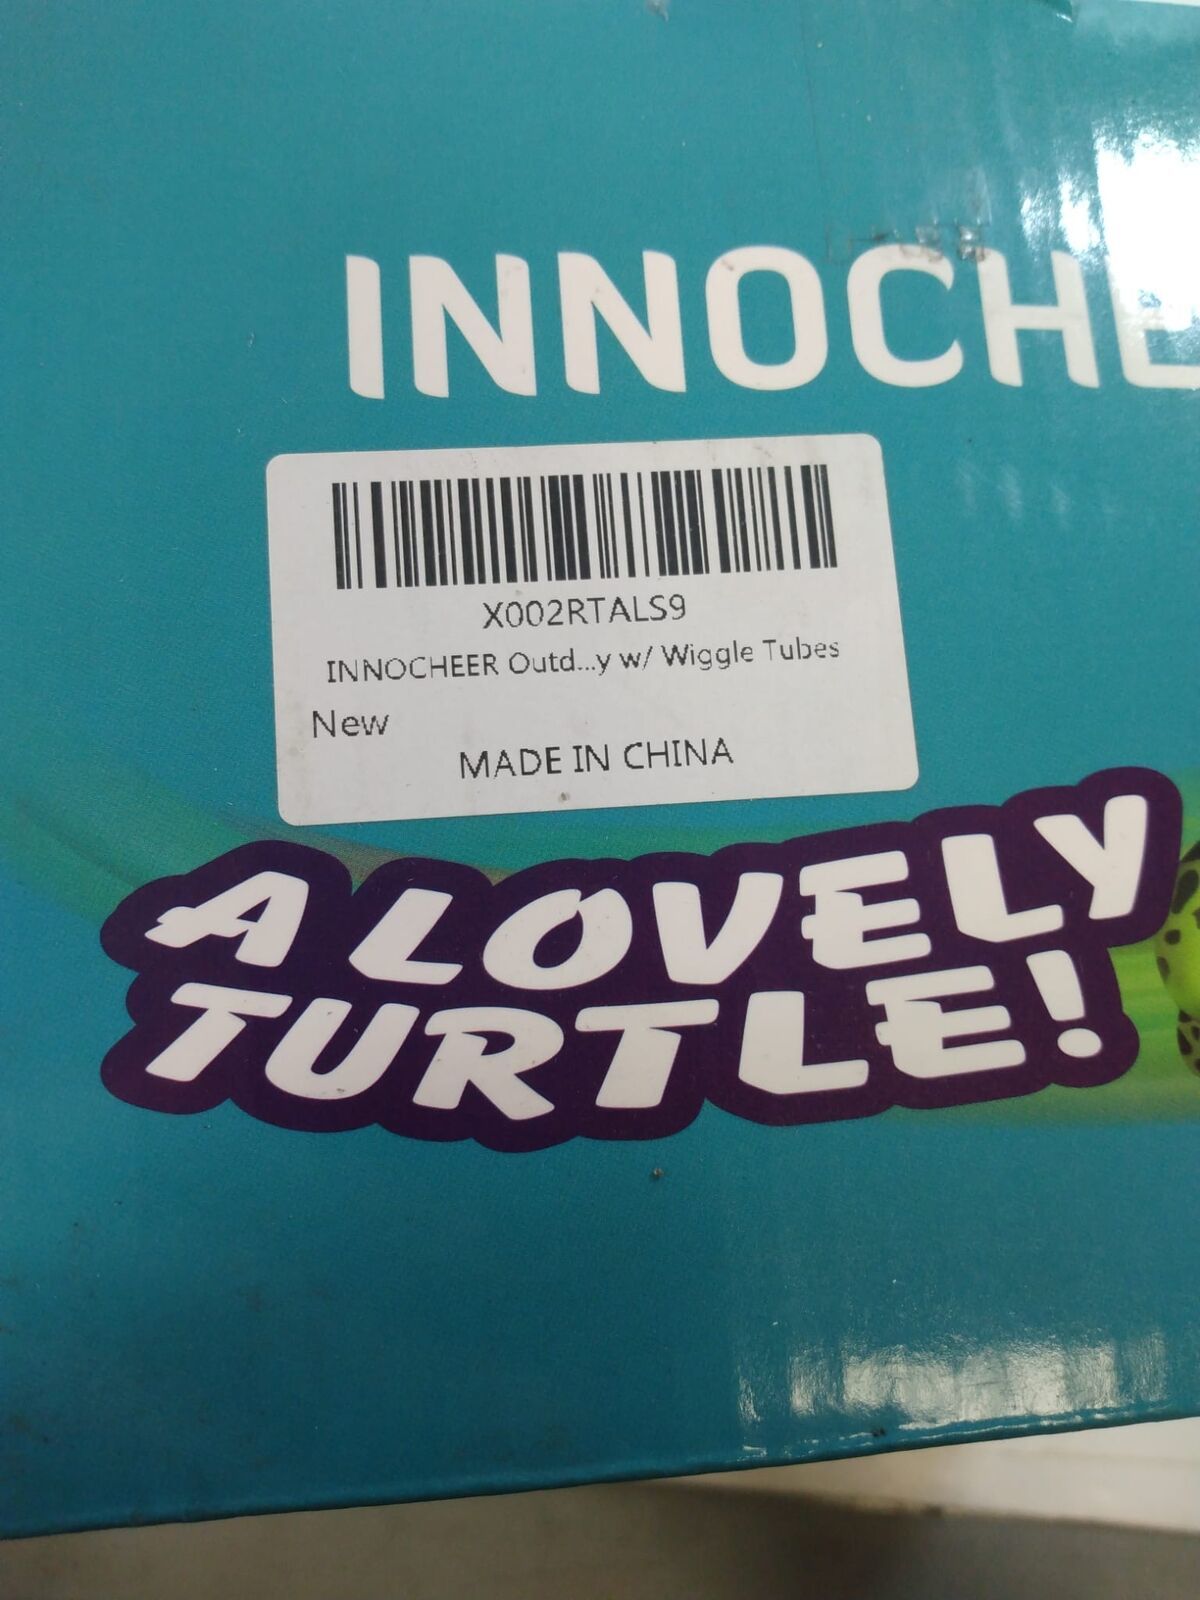 INNOCHE
X002RTALS9
INNOCHEER Outd...y w/ Wiggle Tubes
New
MADE IN CHINA
A LOVELY
TURTLE!